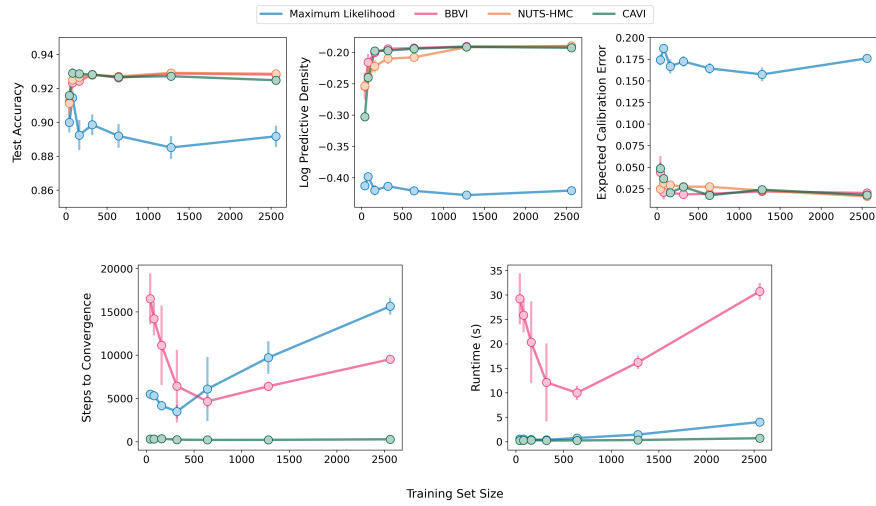 Maximum Likelihood BBVI NUTS-HMC CAVI
Test Accuracy
0.94
0.92
0.90
0.88
0.86
0 500 1000 1500 2000 2500
Log Predictive Density
−0.20
−0.25
−0.30
−0.35
−0.40
0 500 1000 1500 2000 2500
Expected Calibration Error
0.200
0.175
0.150
0.125
0.100
0.075
0.050
0.025
0 500 1000 1500 2000 2500
Steps to Convergence
20000
15000
10000
5000
0
0 500 1000 1500 2000 2500
Runtime (s)
35
30
25
20
15
10
5
0
0 500 1000 1500 2000 2500
Training Set Size